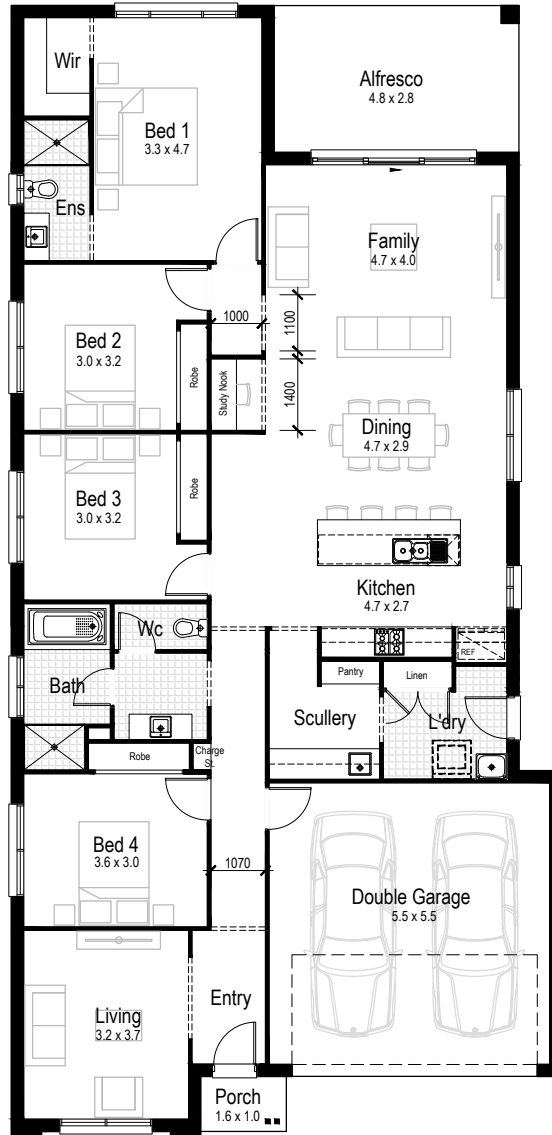 Wir
Alfresco
4.8 x 2.8
Bed 1
3.3 x 4.7
Ens
Family
4.7 x 4.0
1000
1100
Bed 2
3.0 x 3.2
Robe
Study Nook
1400
Dining
4.7 x 2.9
Bed 3
3.0 x 3.2
Robe
Kitchen
4.7 x 2.7
Wc
REF
Bath
Pantry
Linen
Scullery
L'dry
Robe
Charge
St.
Bed 4
3.6 x 3.0
1070
Double Garage
5.5 x 5.5
Living
3.2 x 3.7
Entry
Porch
1.6 x 1.0